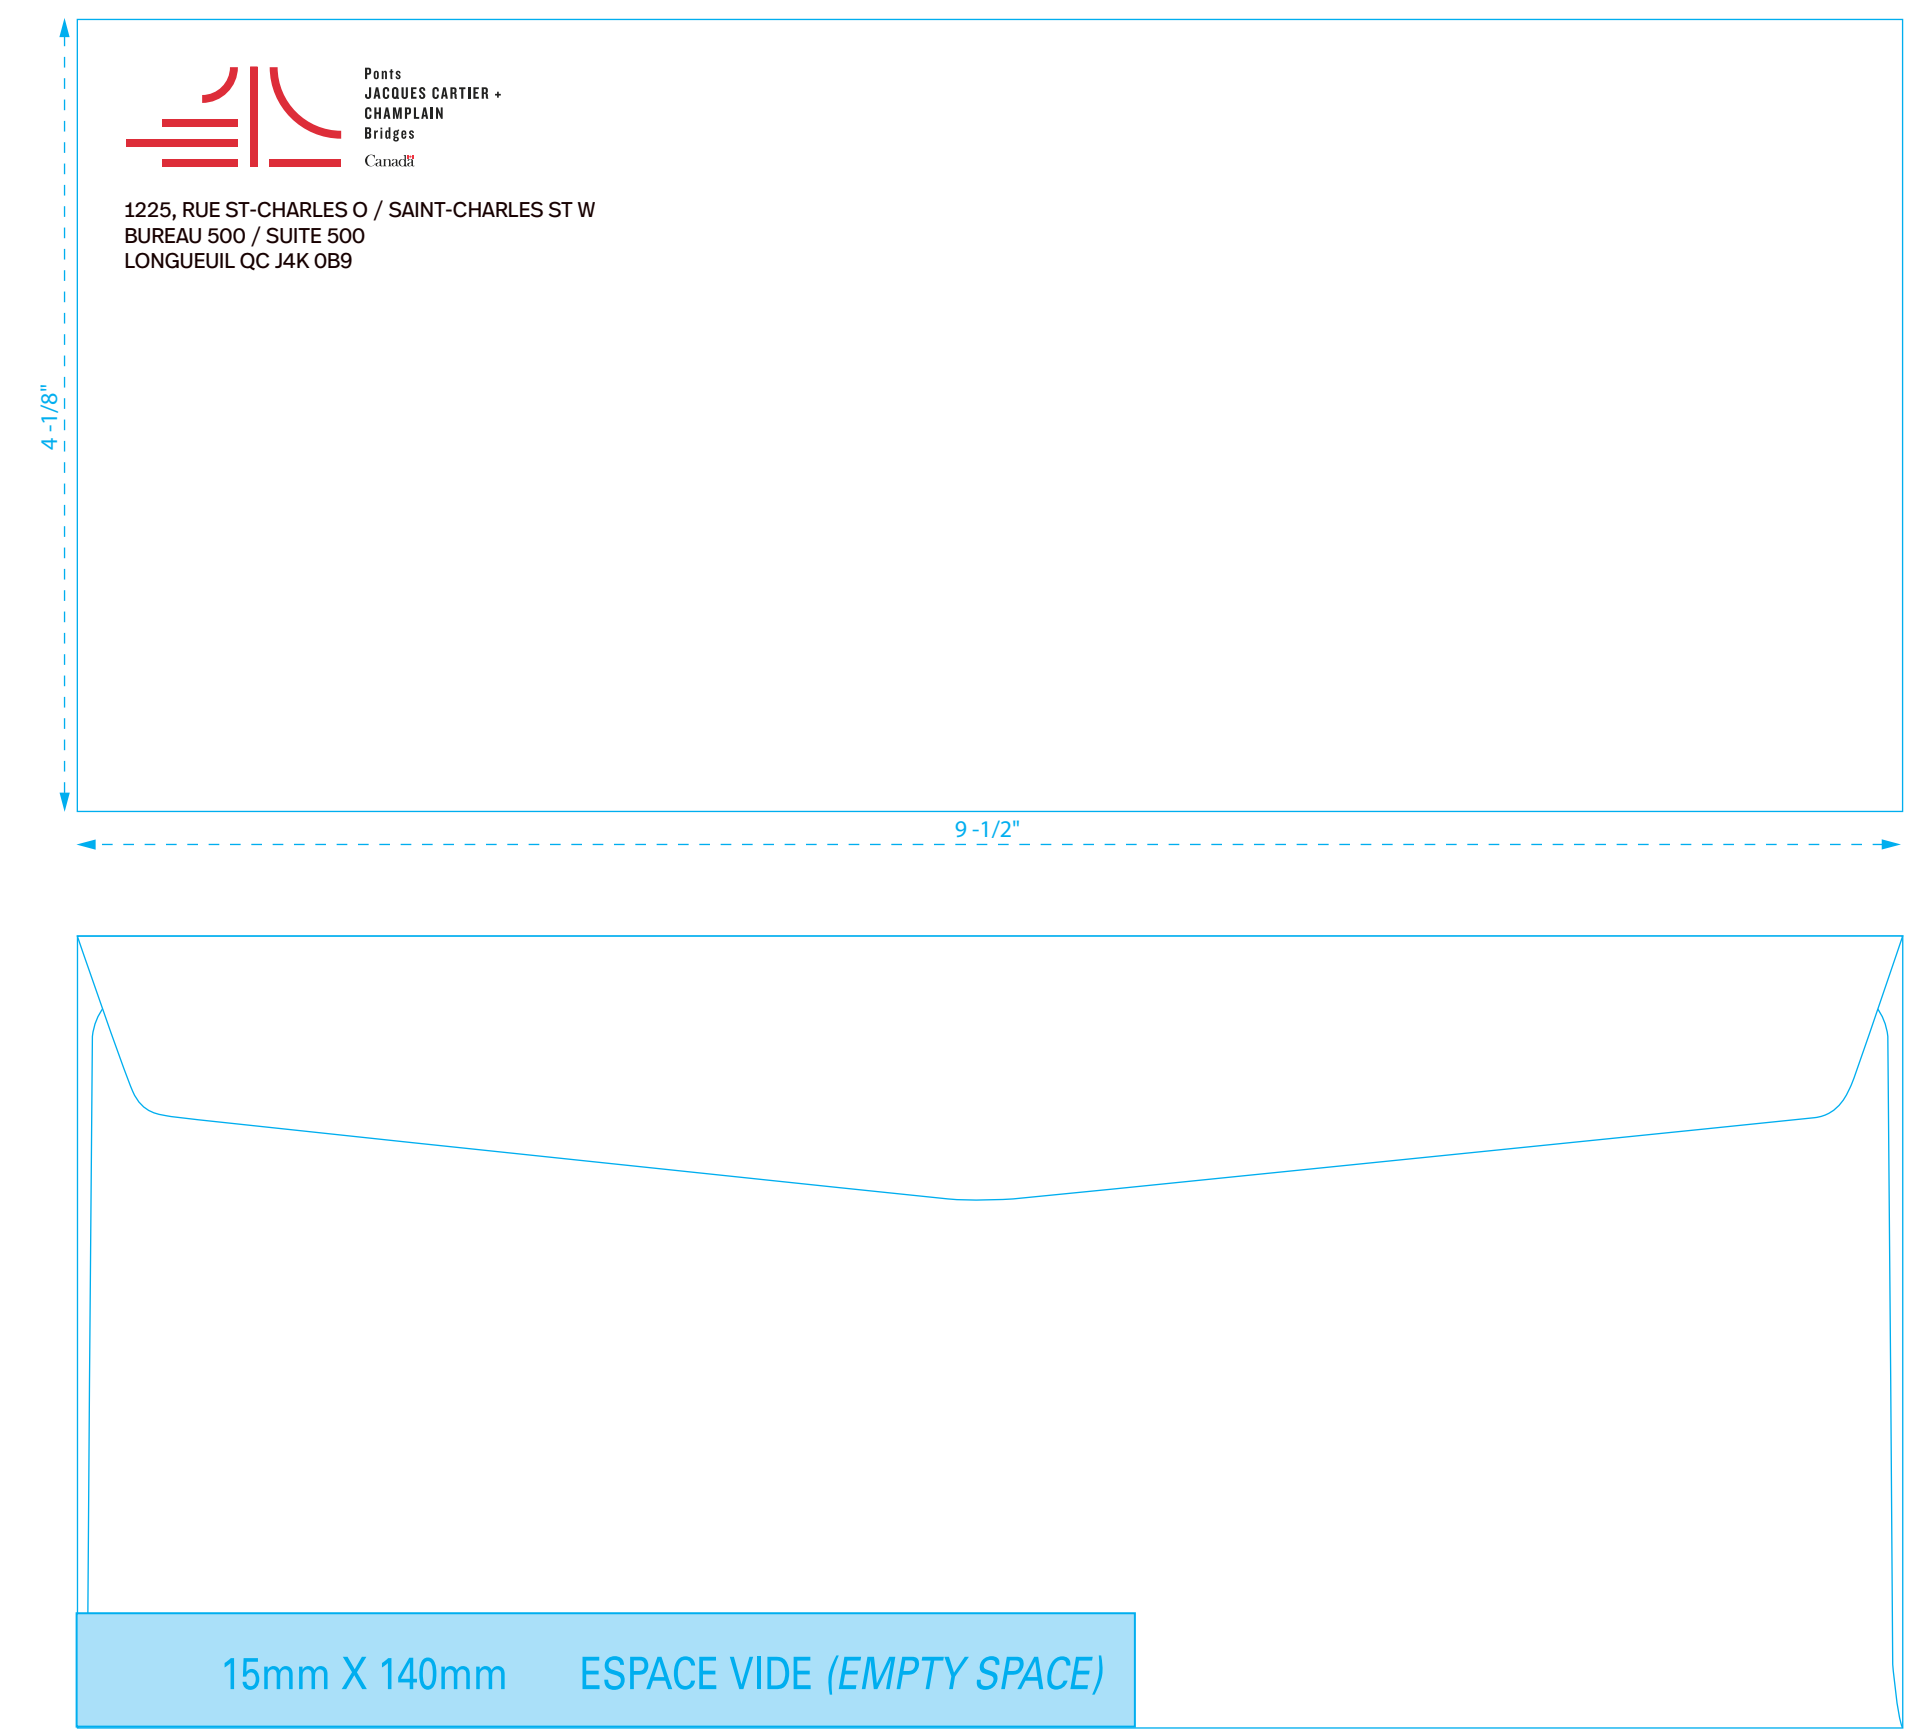 Ponts
JACQUES CARTIER +
CHAMPLAIN
Bridges
Canada
1225, RUE ST-CHARLES O / SAINT-CHARLES ST W
BUREAU 500 / SUITE 500
LONGUEUIL QC J4K 0B9
4 -1/8"
9 -1/2"
15mm X 140mm ESPACE VIDE (EMPTY SPACE)